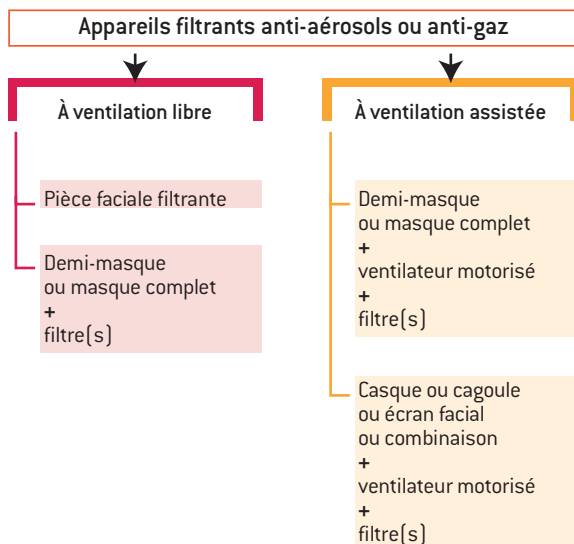 Appareils filtrants anti-aérosols ou anti-gaz
À ventilation libre
Pièce faciale filtrante
Demi-masque
ou masque complet
+
filtre(s)
À ventilation assistée
Demi-masque
ou masque complet
+
ventilateur motorisé
+
filtre(s)
Casque ou cagoule
ou écran facial
ou combinaison
+
ventilateur motorisé
+
filtre(s)